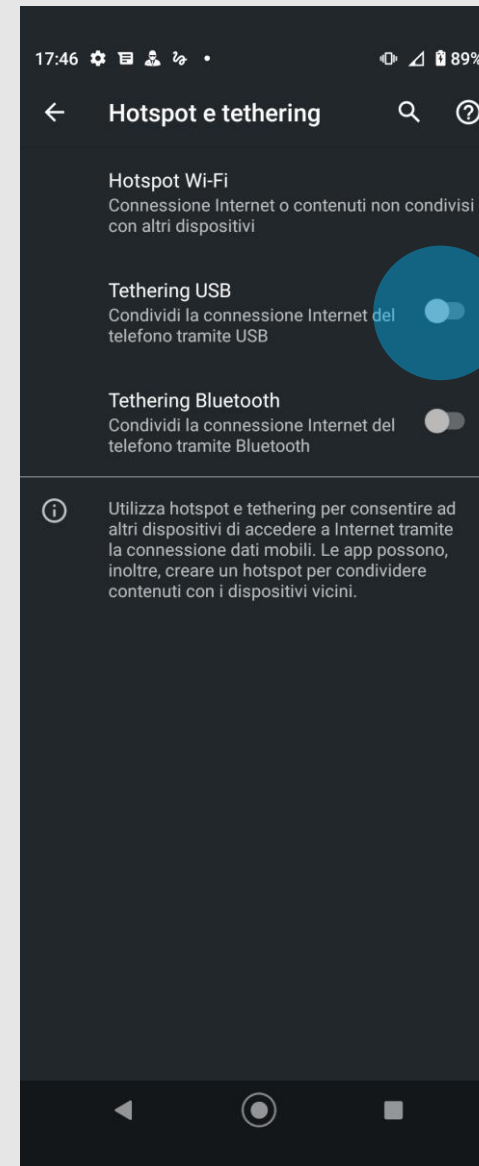 17:46 89%
Hotspot e tethering
Hotspot Wi-Fi
Connessione Internet o contenuti non condivisi
con altri dispositivi
Tethering USB
Condividi la connessione Internet del
telefono tramite USB
Tethering Bluetooth
Condividi la connessione Internet del
telefono tramite Bluetooth
Utilizza hotspot e tethering per consentire ad
altri dispositivi di accedere a Internet tramite
la connessione dati mobili. Le app possono,
inoltre, creare un hotspot per condividere
contenuti con i dispositivi vicini.